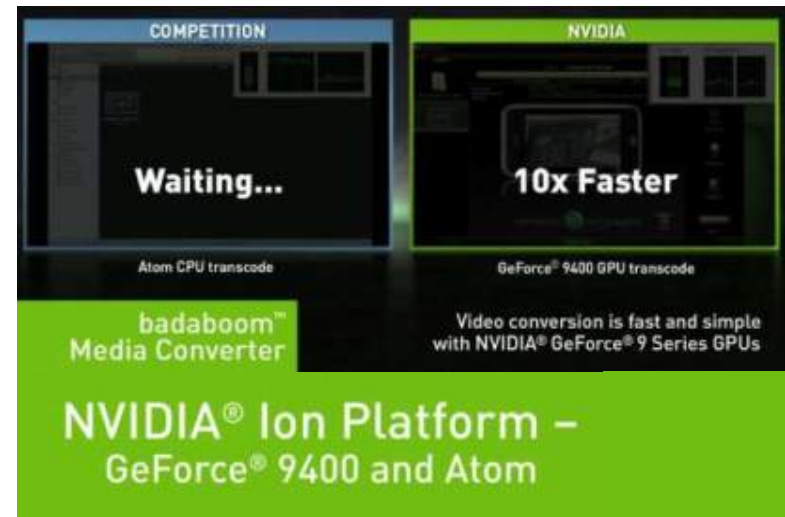 COMPETITION
NVIDIA
Waiting...
10x Faster
Atom CPU transcode
GeForce® 9400 GPU transcode
badaboom™
Media Converter
Video conversion is fast and simple
with NVIDIA® GeForce® 9 Series GPUs
NVIDIA® Ion Platform –
GeForce® 9400 and Atom